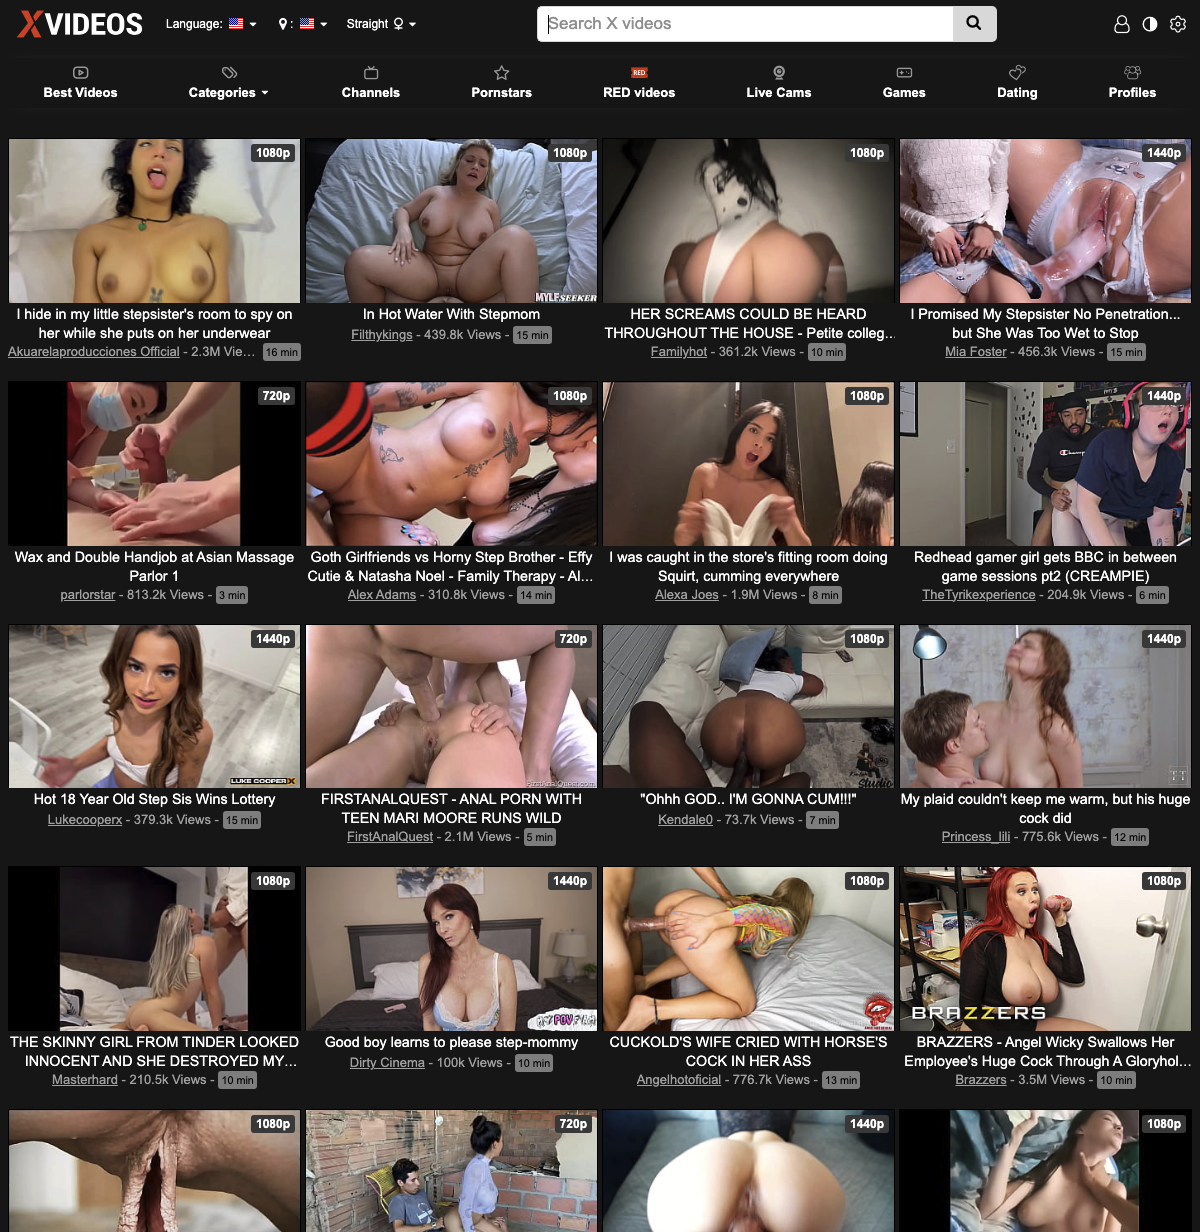 XVIDEOS
Language:
:
Straight
Search X videos
Best Videos
Categories
Channels
Pornstars
RED
RED videos
Live Cams
Games
Dating
Profiles
1080p
I hide in my little stepsister's room to spy on
her while she puts on her underwear
Akuarelaproducciones Official - 2.3M Vie... 16 min
1080p
MYLFSEEKER
In Hot Water With Stepmom
Filthykings - 439.8k Views - 15 min
1080p
HER SCREAMS COULD BE HEARD
THROUGHOUT THE HOUSE - Petite colleg...
Familyhot - 361.2k Views - 10 min
1440p
I Promised My Stepsister No Penetration...
but She Was Too Wet to Stop
Mia Foster - 456.3k Views - 15 min
720p
Wax and Double Handjob at Asian Massage
Parlor 1
parlorstar - 813.2k Views - 3 min
1080p
Goth Girlfriends vs Horny Step Brother - Effy
Cutie & Natasha Noel - Family Therapy - Al...
Alex Adams - 310.8k Views - 14 min
1080p
I was caught in the store's fitting room doing
Squirt, cumming everywhere
Alexa Joes - 1.9M Views - 8 min
1440p
Redhead gamer girl gets BBC in between
game sessions pt2 (CREAMPIE)
TheTyrikexperience - 204.9k Views - 6 min
1440p
LUKE COOPERX
Hot 18 Year Old Step Sis Wins Lottery
Lukecooperx - 379.3k Views - 15 min
720p
FirstAnalQuest.com
FIRSTANALQUEST - ANAL PORN WITH
TEEN MARI MOORE RUNS WILD
FirstAnalQuest - 2.1M Views - 5 min
1080p
Studio
"Ohhh GOD.. I'M GONNA CUM!!!"
Kendale0 - 73.7k Views - 7 min
1440p
TT
My plaid couldn't keep me warm, but his huge
cock did
Princess_lili - 775.6k Views - 12 min
1080p
THE SKINNY GIRL FROM TINDER LOOKED
INNOCENT AND SHE DESTROYED MY...
Masterhard - 210.5k Views - 10 min
1440p
Good boy learns to please step-mommy
Dirty Cinema - 100k Views - 10 min
1080p
CUCKOLD'S WIFE CRIED WITH HORSE'S
COCK IN HER ASS
Angelhotoficial - 776.7k Views - 13 min
1080p
BRAZZERS
BRAZZERS - Angel Wicky Swallows Her
Employee's Huge Cock Through A Gloryhol...
Brazzers - 3.5M Views - 10 min
1080p
720p
1440p
1080p